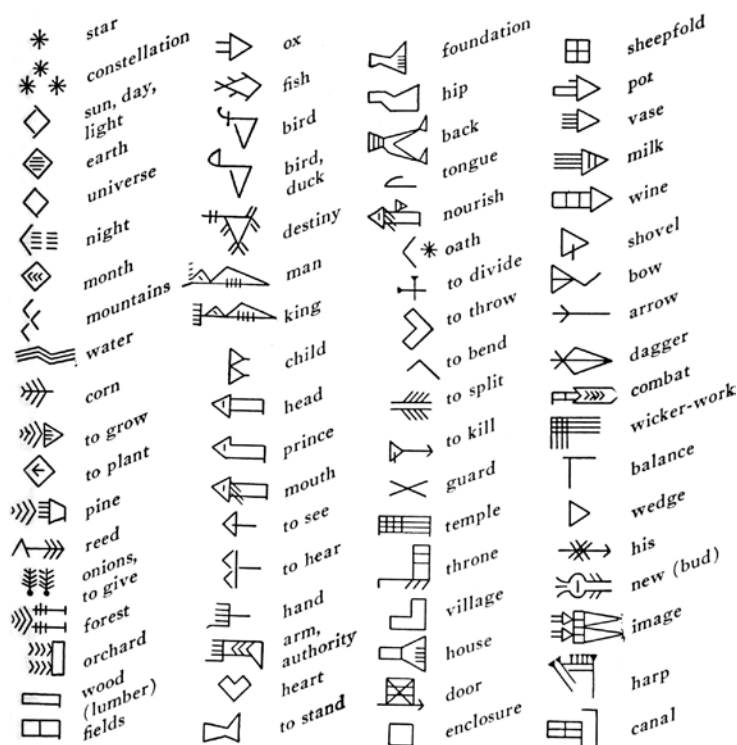 star
constellation
sun, day,
light
earth
universe
night
month
mountains
water
corn
to grow
to plant
pine
reed
onions,
to give
forest
orchard
wood
(lumber)
fields
ox
fish
bird
bird,
duck
destiny
man
king
child
head
prince
mouth
to see
to hear
hand
arm,
authority
heart
to stand
foundation
hip
back
tongue
nourish
oath
to divide
to throw
to bend
to split
to kill
guard
temple
throne
village
house
door
enclosure
sheepfold
pot
vase
milk
wine
shovel
bow
arrow
dagger
combat
wicker-work
balance
wedge
his
new (bud)
image
harp
canal